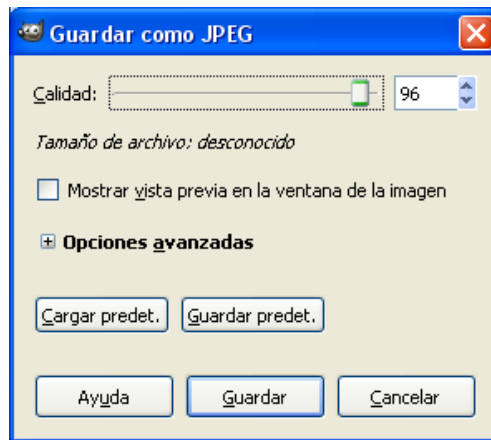 Guardar como JPEG
Calidad: 96
Tamaño de archivo: desconocido
Mostrar vista previa en la ventana de la imagen
Opciones avanzadas
Cargar predet. Guardar predet.
Ayuda Guardar Cancelar